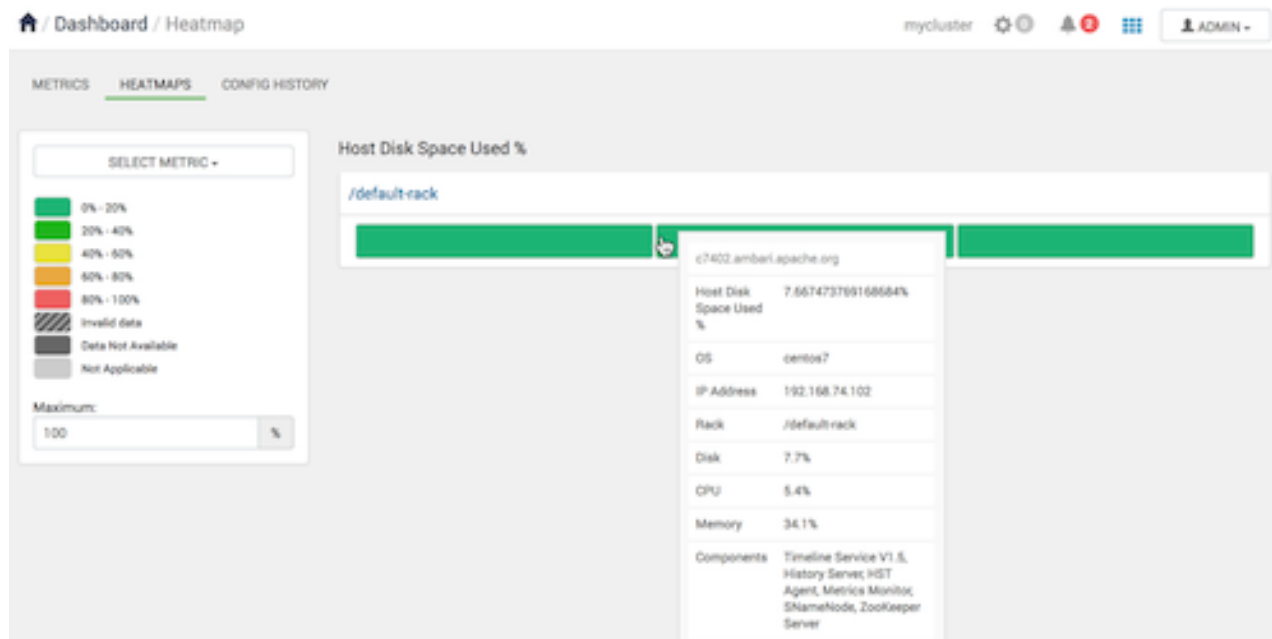 / Dashboard / Heatmap
mycluster 0 2 ADMIN
METRICS HEATMAPS CONFIG HISTORY
SELECT METRIC
0% - 20%
20% - 40%
40% - 60%
60% - 80%
80% - 100%
Invalid data
Data Not Available
Not Applicable
Maximum:
100 %
Host Disk Space Used %
/default-rack
c7402.ambari.apache.org
Host Disk Space Used % 7.667473769168684%
OS centos7
IP Address 192.168.74.102
Rack /default-rack
Disk 7.7%
CPU 5.4%
Memory 34.1%
Components Timeline Service V1.5,
History Server, HST
Agent, Metrics Monitor,
SNameNode, ZooKeeper
Server